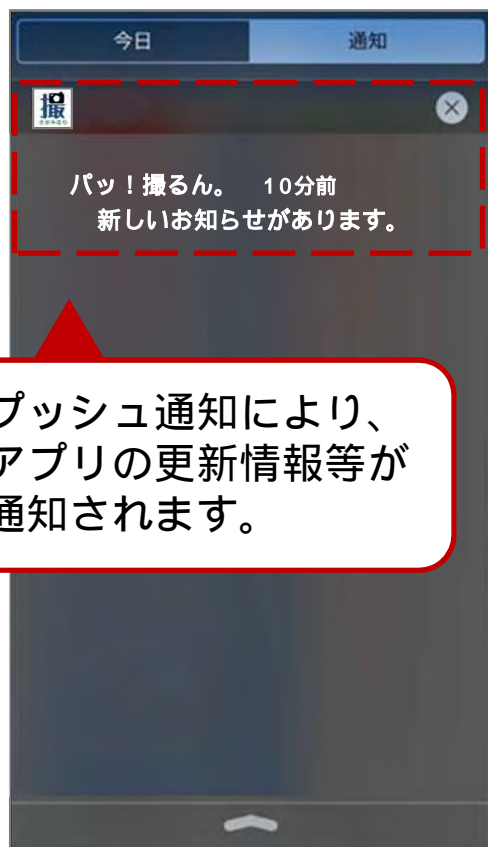 今日 通知
撮
パッ！撮るん。 10分前
新しいお知らせがあります。
プッシュ通知により、
アプリの更新情報等が
通知されます。